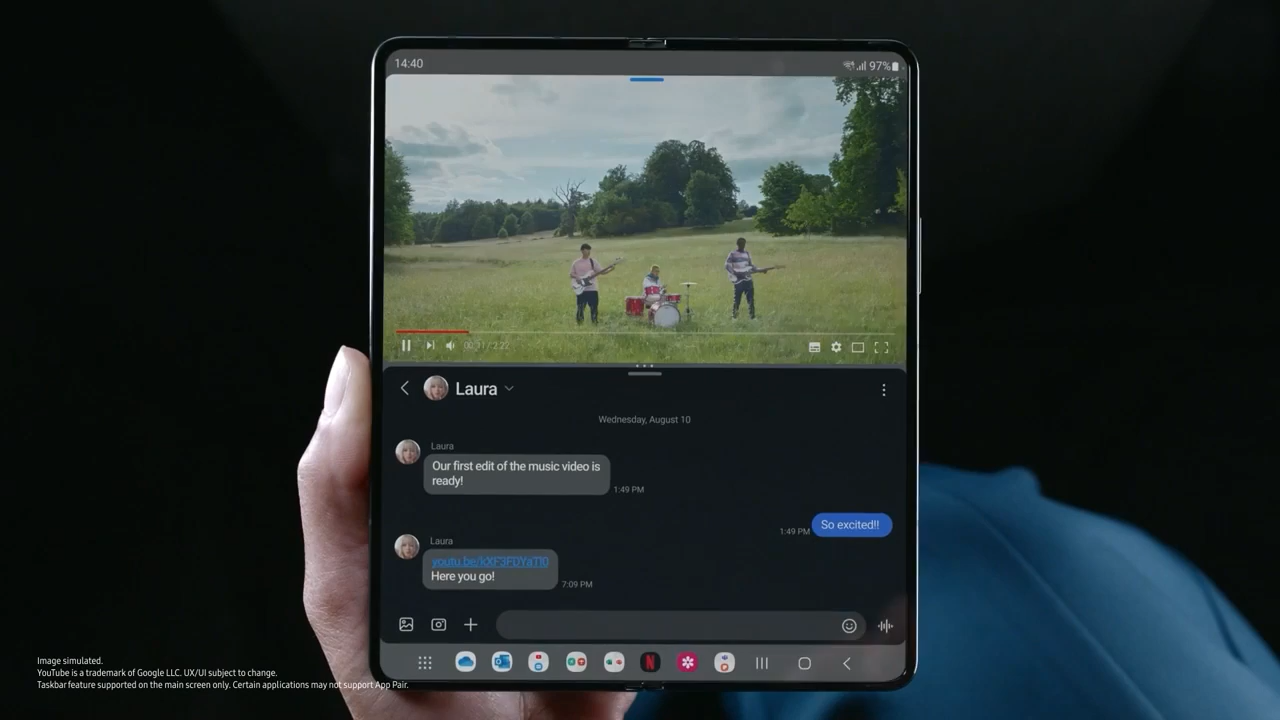 14:40
97%
Laura
Wednesday, August 10
Laura
Our first edit of the music video is
ready!
1:49 PM
So excited!!
1:49 PM
Laura
Here you go!
7:09 PM
Image simulated.
YouTube is a trademark of Google LLC. UX/UI subject to change.
Taskbar feature supported on the main screen only. Certain applications may not support App Pair.